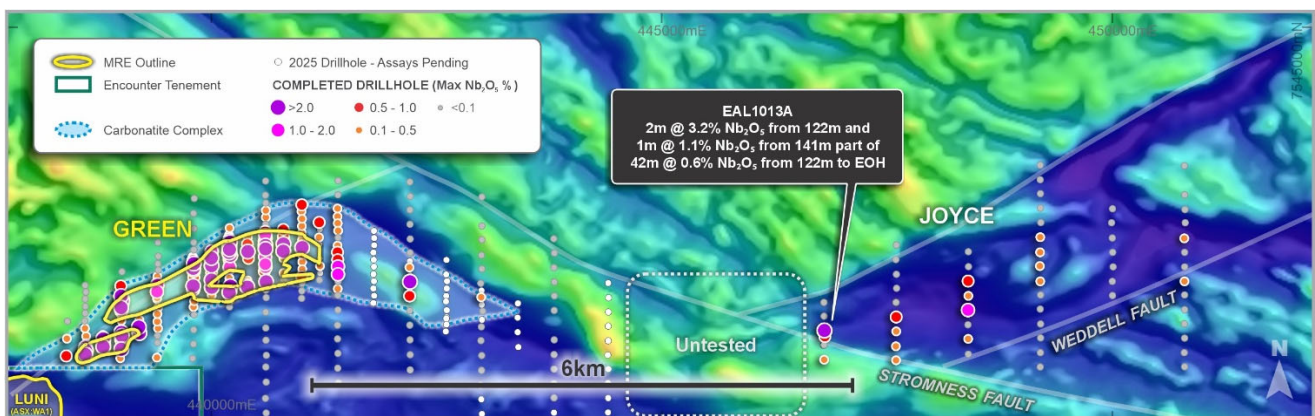 445000mE
450000mE
7545000mN
MRE Outline
Encounter Tenement
Carbonatite Complex
2025 Drillhole - Assays Pending
COMPLETED DRILLHOLE (Max Nb₂O₅ %)
>2.0
0.5 - 1.0
<0.1
1.0 - 2.0
0.1 - 0.5
EAL1013A
2m @ 3.2% Nb₂O₅ from 122m and
1m @ 1.1% Nb₂O₅ from 141m part of
42m @ 0.6% Nb₂O₅ from 122m to EOH
GREEN
JOYCE
Untested
WEDDELL FAULT
6km
STROMNESS FAULT
N
LUNI
(ASX:WA1)
440000mE